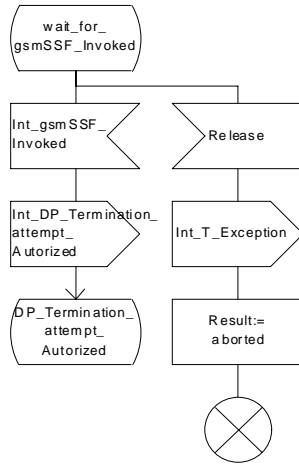 wait_for_
gsmSSF_Invoked
Int_gsmSSF_
Invoked
Release
Int_DP_Termination_
attempt_
Autorized
Int_T_Exception
DP_Termination_
attempt_
Autorized
Result:=
aborted